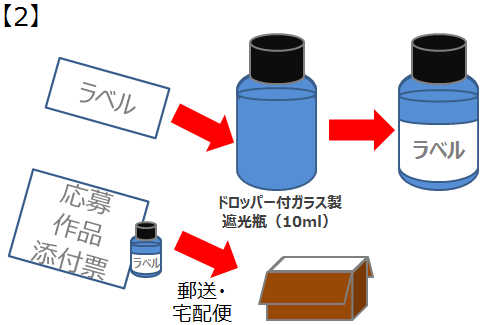 【2】
ラベル
ドロッパー付ガラス製
遮光瓶（10ml）
ラベル
応募
作品
添付票
ラベル
郵送・
宅配便